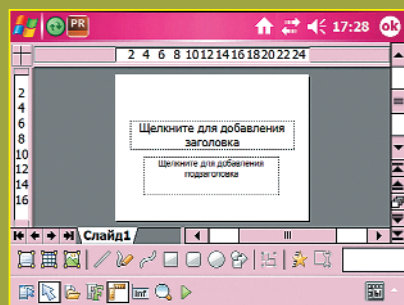 PR 17:28 ok
2 4 6 8 10 12 14 16 18 20 22 24
2
4
6
8
10
12
14
16
Щелкните для добавления
заголовка
Щелкните для добавления
подзаголовка
Слайд1
Inf